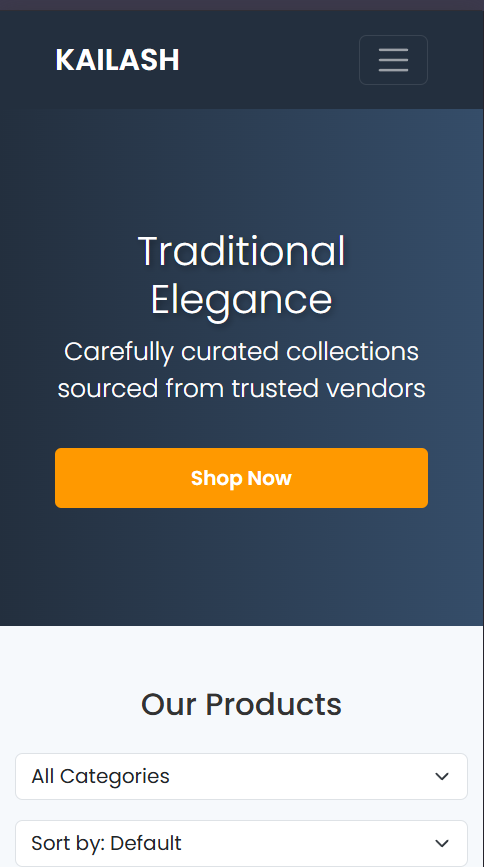 KAILASH
Traditional
Elegance
Carefully curated collections
sourced from trusted vendors
Shop Now
Our Products
All Categories
Sort by: Default